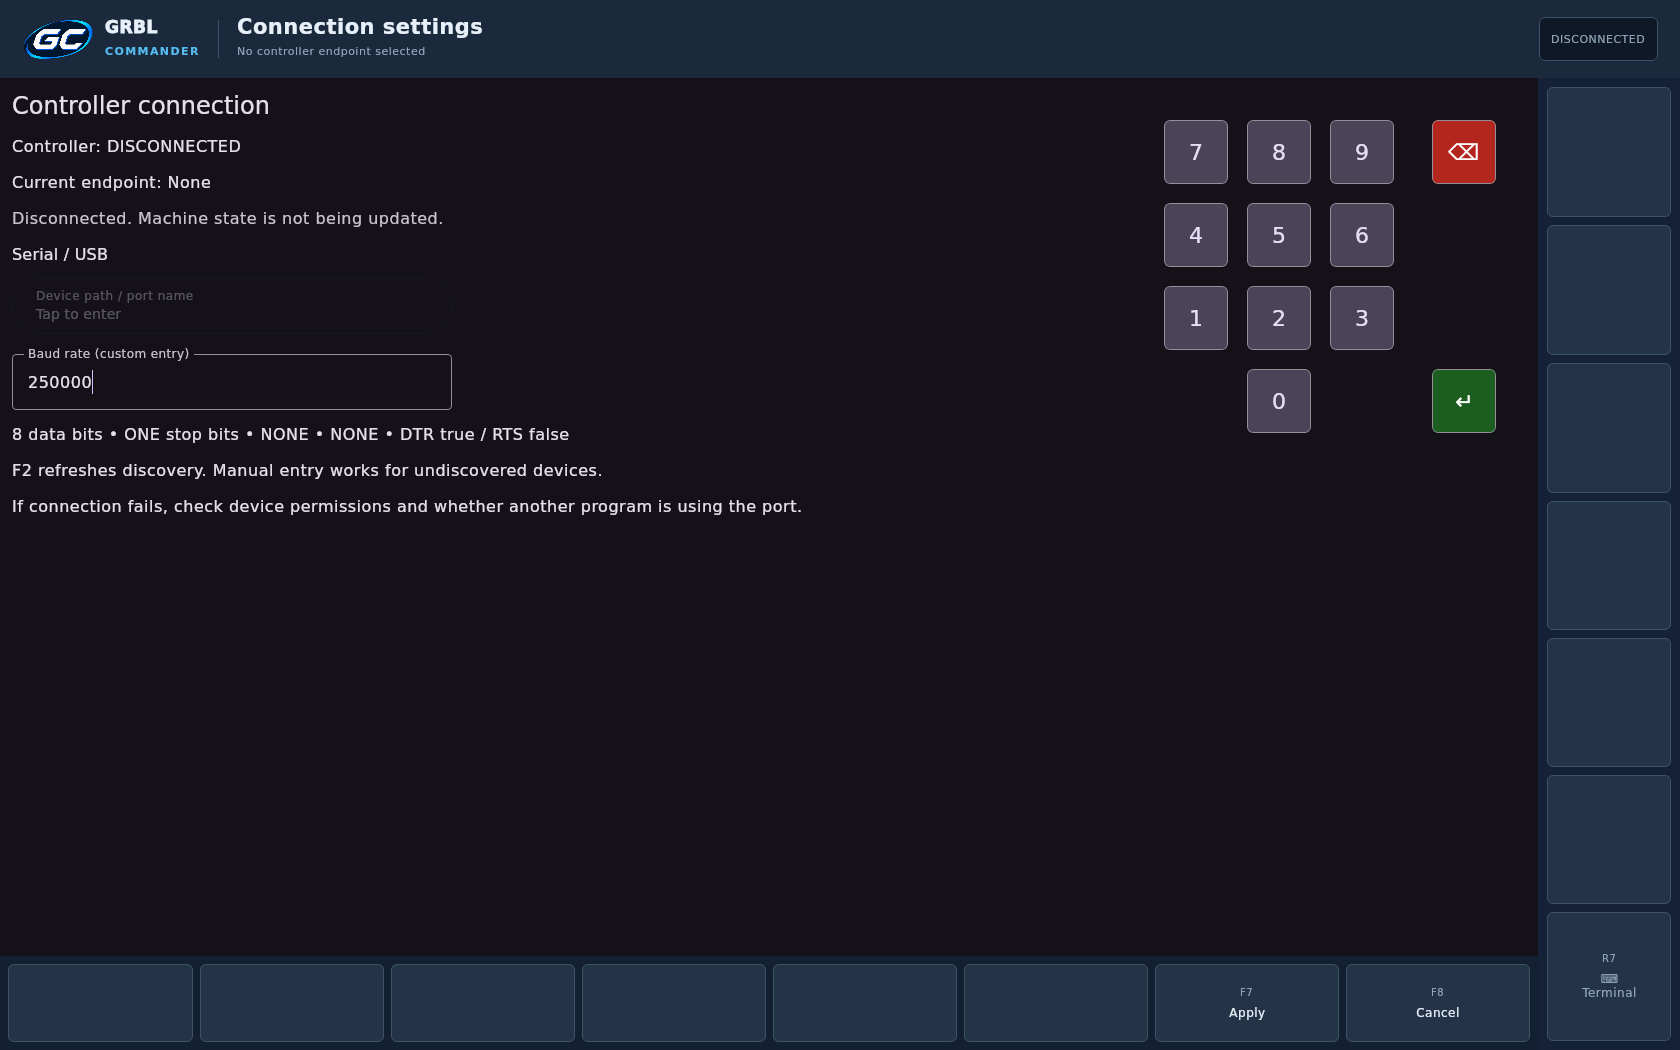 GC
GRBL
COMMANDER
Connection settings
No controller endpoint selected
DISCONNECTED
Controller connection
Controller: DISCONNECTED
Current endpoint: None
Disconnected. Machine state is not being updated.
Serial / USB
Device path / port name
Tap to enter
Baud rate (custom entry)
250000
8 data bits • ONE stop bits • NONE • NONE • DTR true / RTS false
F2 refreshes discovery. Manual entry works for undiscovered devices.
If connection fails, check device permissions and whether another program is using the port.
7 8 9 ⌫
4 5 6
1 2 3
0 ↵
F7
Apply
F8
Cancel
R7
⌨
Terminal